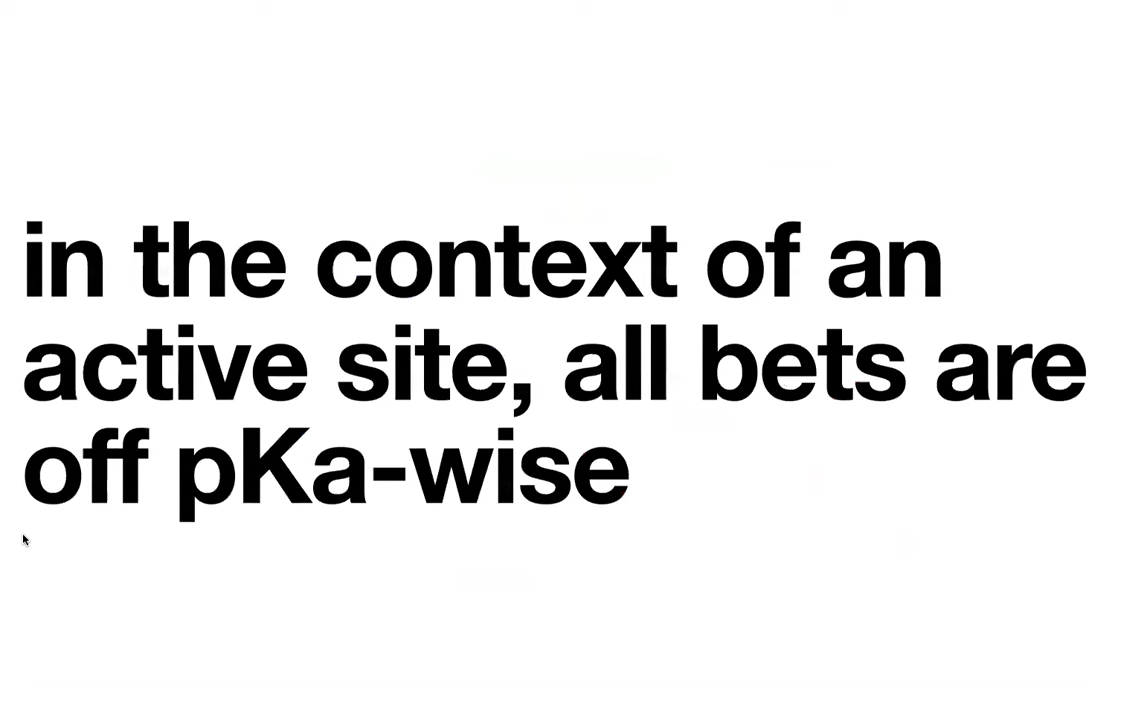 in the context of an
active site, all bets are
off pKa-wise